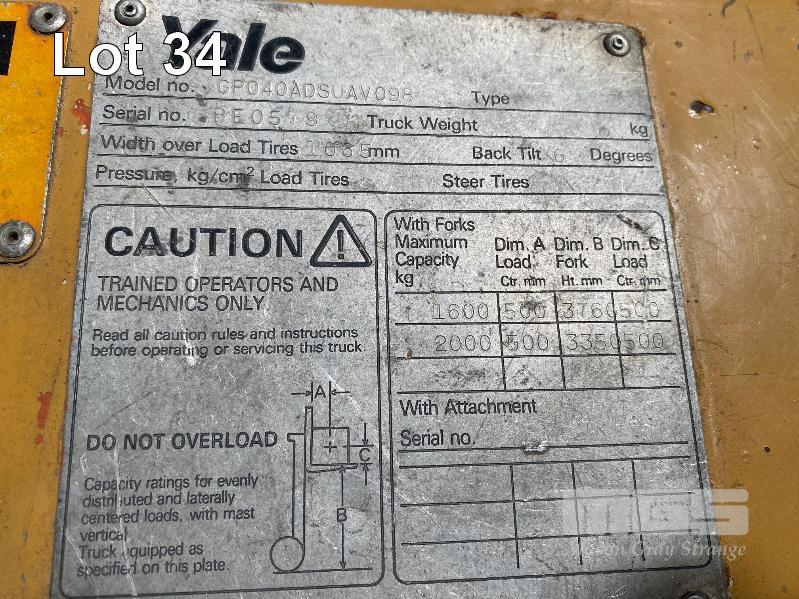 Lot 34
Yale
Model no. GP040ADSUAV098 Type
Serial no. Truck Weight kg
Width over Load Tires mm Back Tilt 6 Degrees
Pressure, kg/cm² Load Tires Steer Tires
CAUTION
TRAINED OPERATORS AND
MECHANICS ONLY.
Read all caution rules and instructions
before operating or servicing this truck.
A
C
B
DO NOT OVERLOAD
Capacity ratings for evenly
distributed and laterally
centered loads, with mast
vertical.
Truck equipped as
specified on this plate.
With Forks
Maximum Dim. A Dim. B Dim. C
Capacity Load Fork Load
kg Ctr. mm Ht. mm Ctr. mm
1600 500 3760 500
2000 500 3350 500
With Attachment
Serial no.
Gray Strange